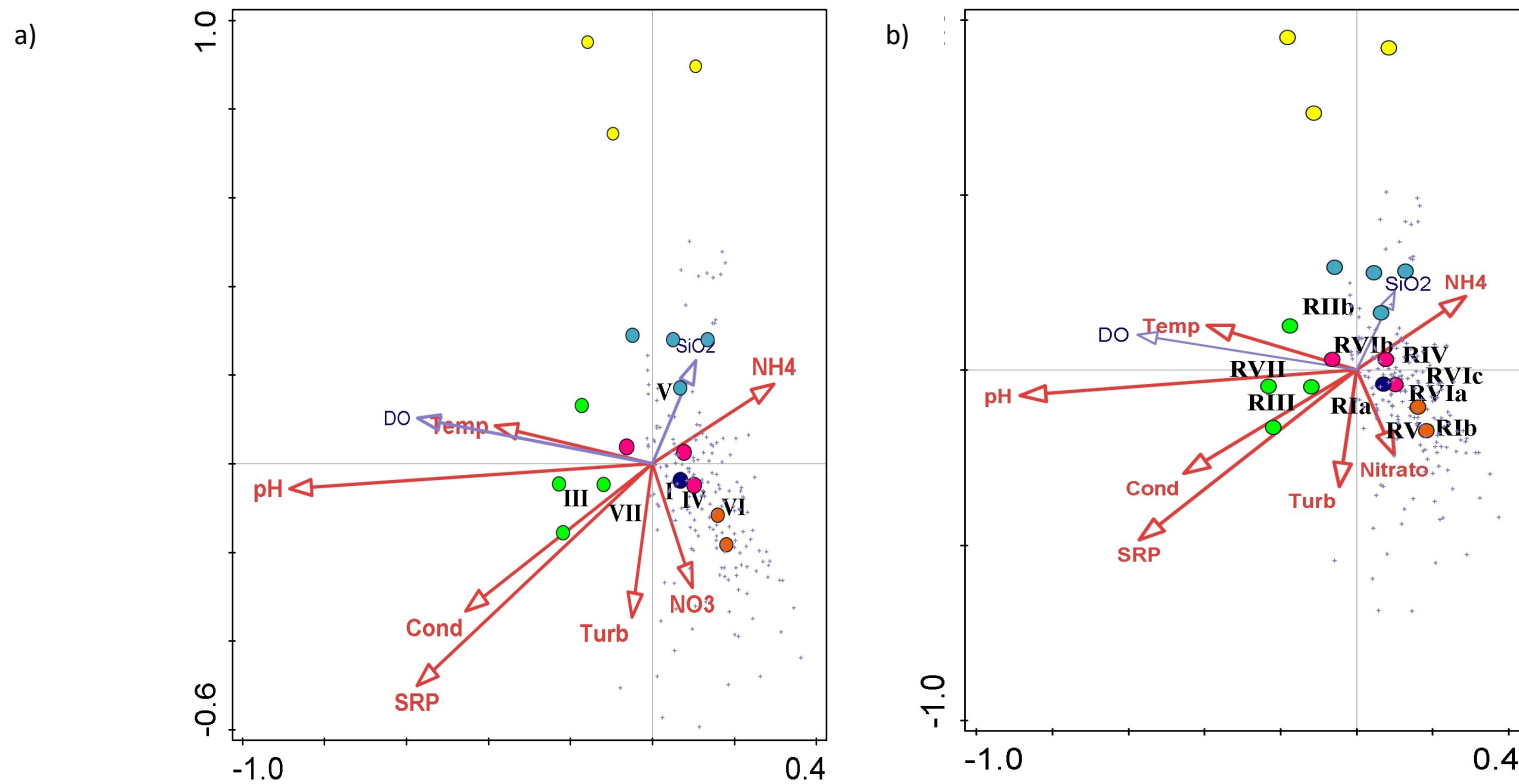 a)
1.0
SiO2
NH4
V
DO
Temp
pH
III
I
IV
VI
VII
NO3
Cond
Turb
SRP
-0.6
-1.0
0.4
b)
SiO2
NH4
RIIb
Temp
DO
RVIb
RIV
RVII
RVIc
pH
RVIa
RIII
RIa
RV
RIb
Nitrato
Cond
Turb
SRP
-1.0
-1.0
0.4